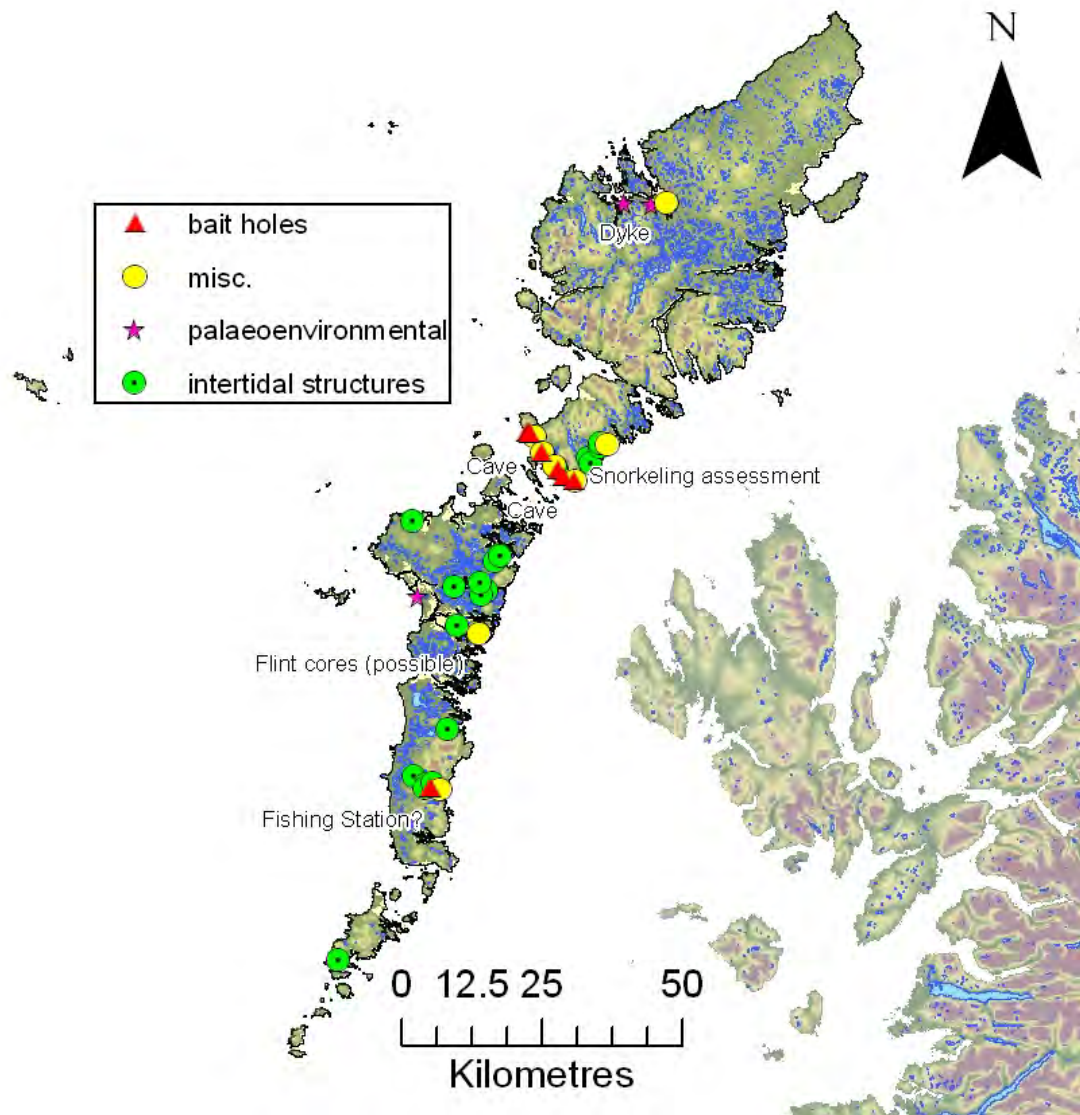 N
bait holes
misc.
palaeoenvironmental
intertidal structures
Dyke
Cave
Snorkeling assessment
Cave
Flint cores (possible)
Fishing Station?
0 12.5 25 50
Kilometres